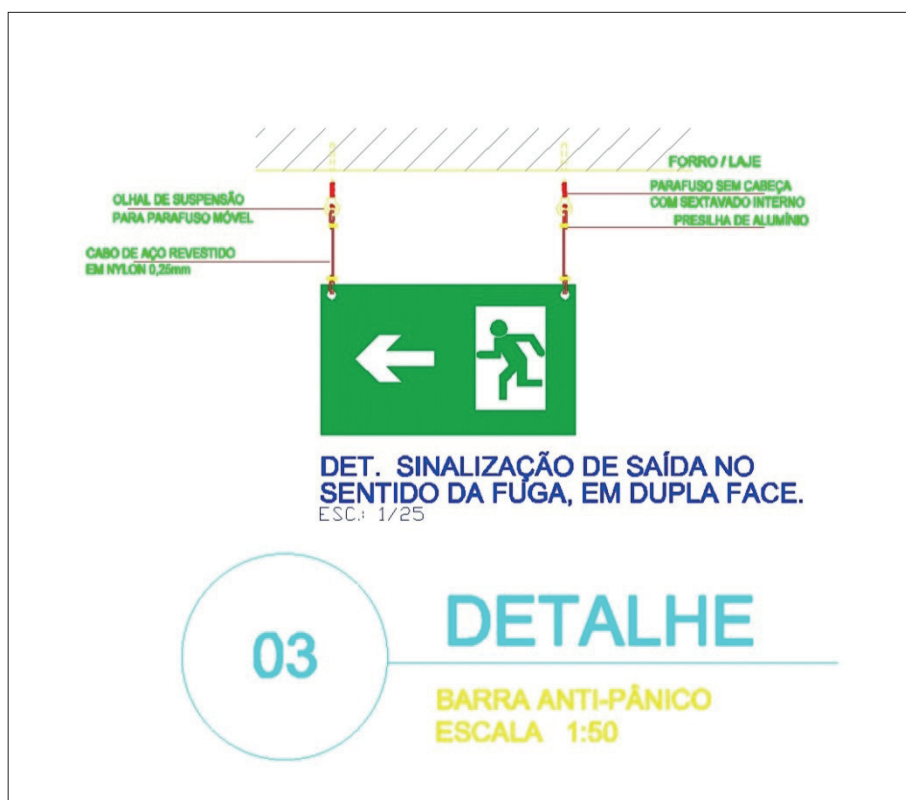 FORRO / LAJE
OLHAL DE SUSPENSÃO
PARA PARAFUSO MÓVEL
PARAFUSO SEM CABEÇA
COM SEXTAVADO INTERNO
PRESILHA DE ALUMÍNIO
CABO DE AÇO REVESTIDO
EM NYLON 0,25mm
DET. SINALIZAÇÃO DE SAÍDA NO
SENTIDO DA FUGA, EM DUPLA FACE.
ESC.: 1/25
03
DETALHE
BARRA ANTI-PÂNICO
ESCALA 1:50